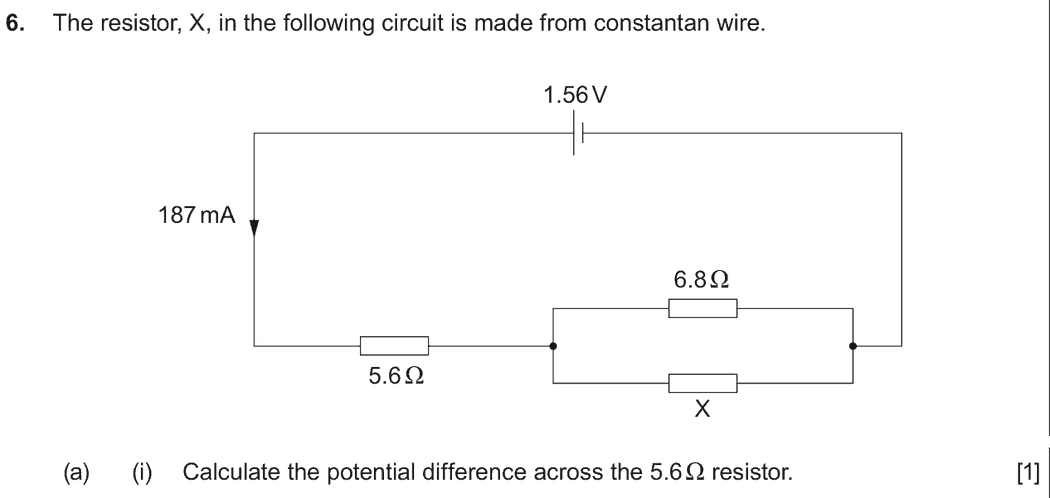 6. The resistor, X, in the following circuit is made from constantan wire.
1.56 V
187 mA
6.8 Ω
5.6 Ω
X
(a) (i) Calculate the potential difference across the 5.6 Ω resistor. [1]